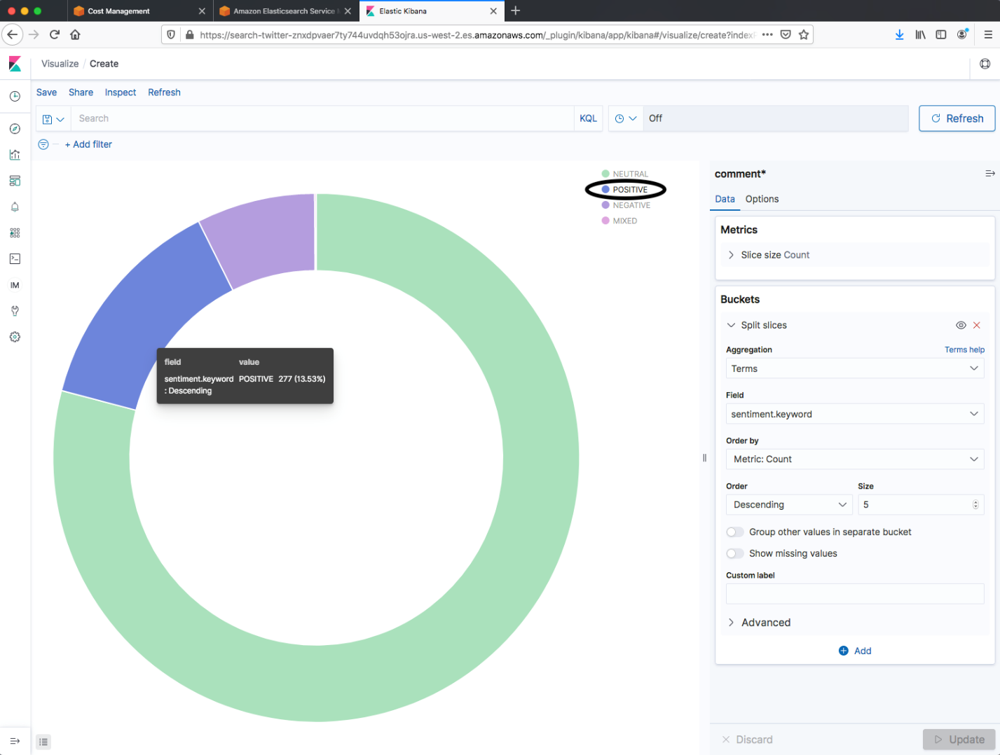 Cost Management
Amazon Elasticsearch Service M
Elastic Kibana
https://search-twitter-znxdpvaer7ty744uvdqh53ojra.us-west-2.es.amazonaws.com/_plugin/kibana/app/kibana#/visualize/create?indexP
Visualize / Create
Save Share Inspect Refresh
Search KQL Off Refresh
+ Add filter
NEUTRAL
POSITIVE
NEGATIVE
MIXED
field value
sentiment.keyword POSITIVE 277 (13.53%)
: Descending
IM
comment*
Data Options
Metrics
Slice size Count
Buckets
Split slices
Aggregation Terms help
Terms
Field
sentiment.keyword
Order by
Metric: Count
Order Size
Descending 5
Group other values in separate bucket
Show missing values
Custom label
Advanced
Add
Discard Update